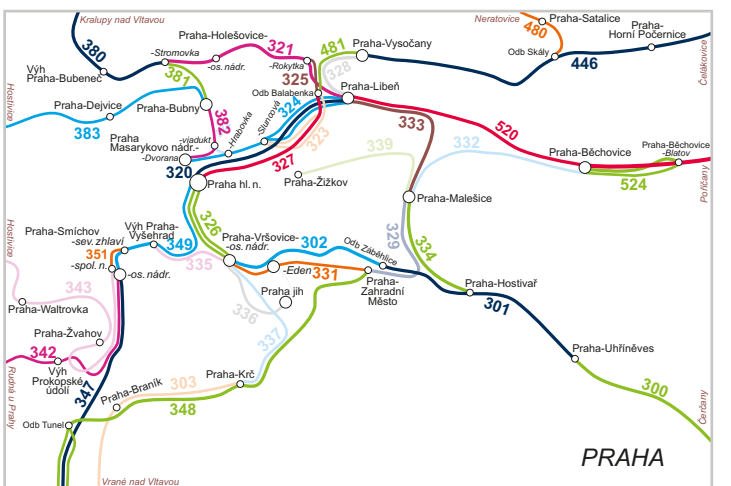 Kralupy nad Vltavou
380
Výh
Praha-Bubeneč
-Stromovka
Praha-Holešovice-
-os. nádr.
321
-Rokytka
325
481
328
Praha-Vysočany
Neratovice
480
Praha-Satalice
Praha-
Horní Počernice
Odb Skály
446
Čelákovice
Hostivice
Praha-Dejvice
383
381
Praha-Bubny
382
Praha
Masarykovo nádr.-
-viadukt
-Dvorana
-Hrabovka
-Sluncová
324
Odb Balabenka
Praha-Libeň
323
320
327
Praha hl. n.
Praha-Žižkov
339
333
332
520
Praha-Běchovice
Praha-Běchovice
-Blatov
524
Poříčany
Praha-Malešice
Hostivice
Praha-Smíchov
-sev. zhlaví
351
-spol. n.
-os. nádr.
Výh Praha-
Vyšehrad
349
335
326
Praha-Vršovice-
-os. nádr.
302
Odb Záběhlice
-Eden
331
329
334
Praha jih
336
337
Praha-
Zahradní
Město
Praha-Hostivař
301
343
Praha-Waltrovka
Praha-Žvahov
342
Výh
Prokopské
údolí
347
Rudná u Prahy
Odb Tunel
Praha-Braník
303
348
Praha-Krč
Praha-Uhříněves
300
Čerčany
PRAHA
Vrané nad Vltavou